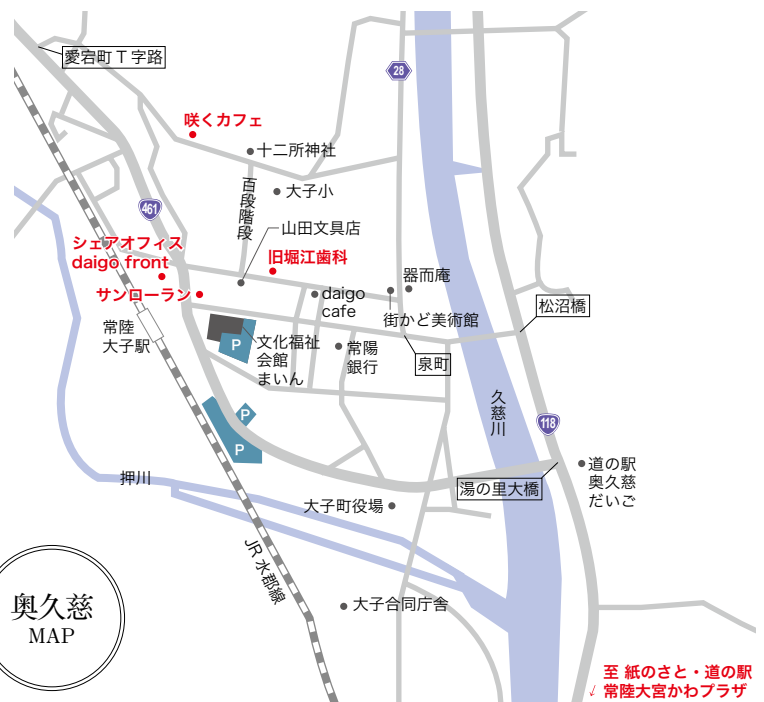 愛宕町T字路
28
咲くカフェ
十二所神社
百段階段
大子小
461
山田文具店
シェアオフィス
daigo front
旧堀江歯科
サンローラン
器而庵
daigo
cafe
街かど美術館
松沼橋
常陸
大子駅
P
文化福祉
会館
まいん
常陽
銀行
泉町
久慈川
118
P
P
道の駅
奥久慈
だいご
押川
湯の里大橋
大子町役場
JR水郡線
奥久慈
MAP
大子合同庁舎
至 紙のさと・道の駅
常陸大宮かわプラザ